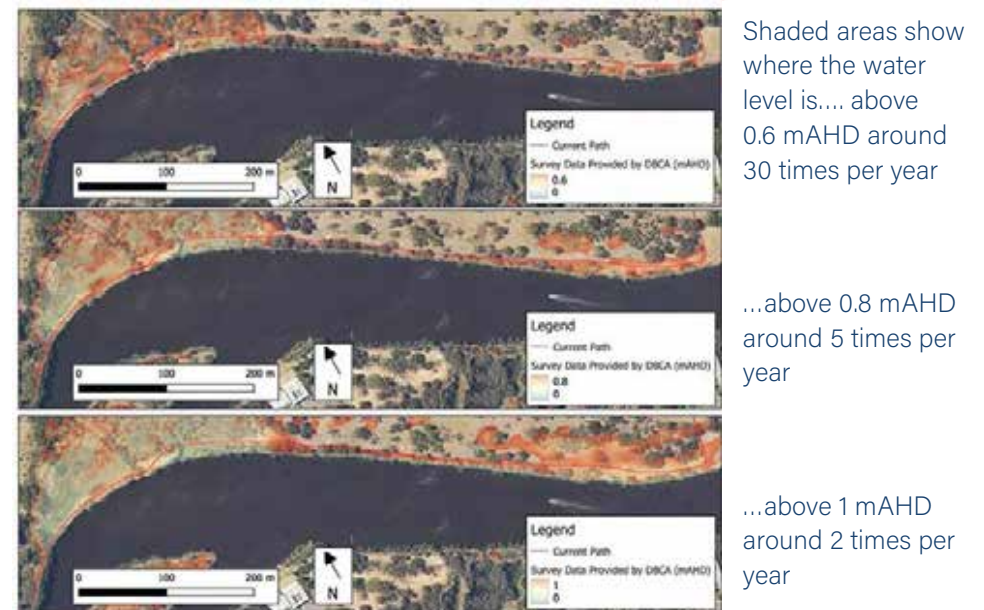 Shaded areas show
where the water
level is.... above
0.6 mAHD around
30 times per year
Legend
Current Path
Survey Data Provided by DBCA (mAHD)
0.6
0
0 100 200 m
N
...above 0.8 mAHD
around 5 times per
year
Legend
Current Path
Survey Data Provided by DBCA (mAHD)
0.8
0
0 100 200 m
N
...above 1 mAHD
around 2 times per
year
Legend
Current Path
Survey Data Provided by DBCA (mAHD)
1
0
0 100 200 m
N